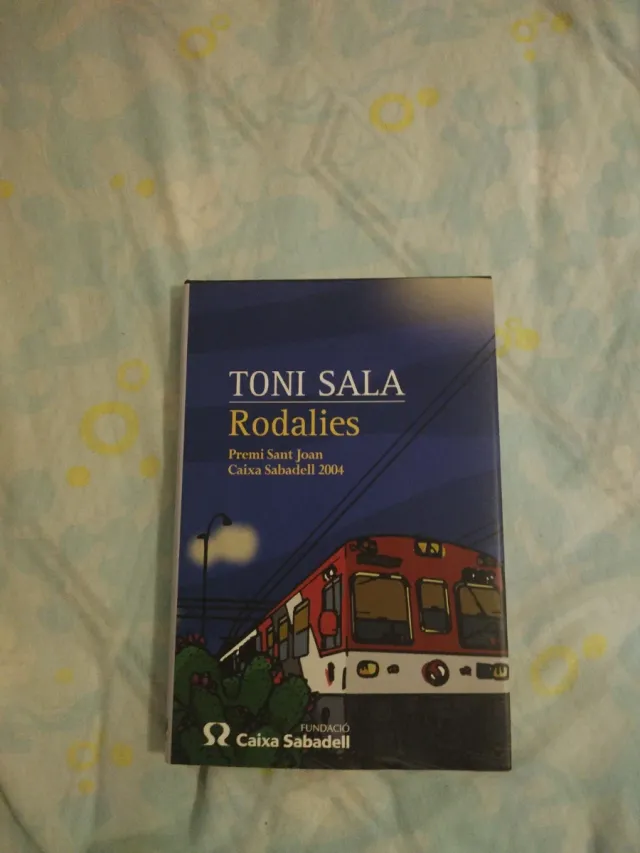 TONI SALA
Rodalies
Premi Sant Joan
Caixa Sabadell 2004
FUNDACIÓ
Caixa Sabadell